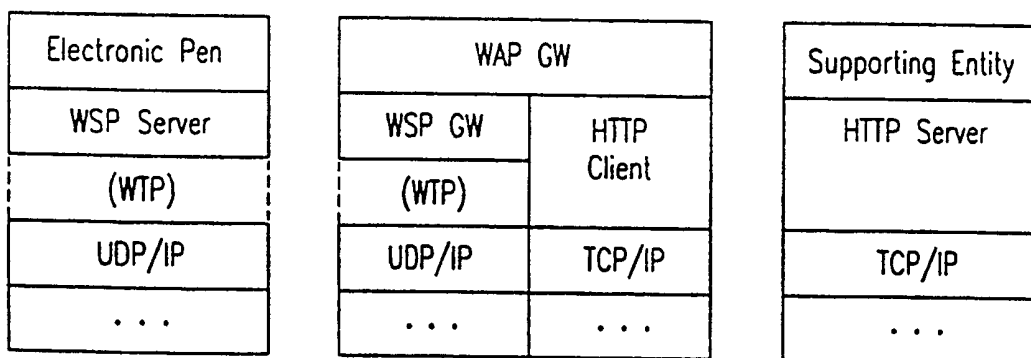 Electronic Pen
WSP Server
(WTP)
UDP/IP
...
WAP GW
WSP GW
(WTP)
UDP/IP
...
HTTP
Client
TCP/IP
...
Supporting Entity
HTTP Server
TCP/IP
...